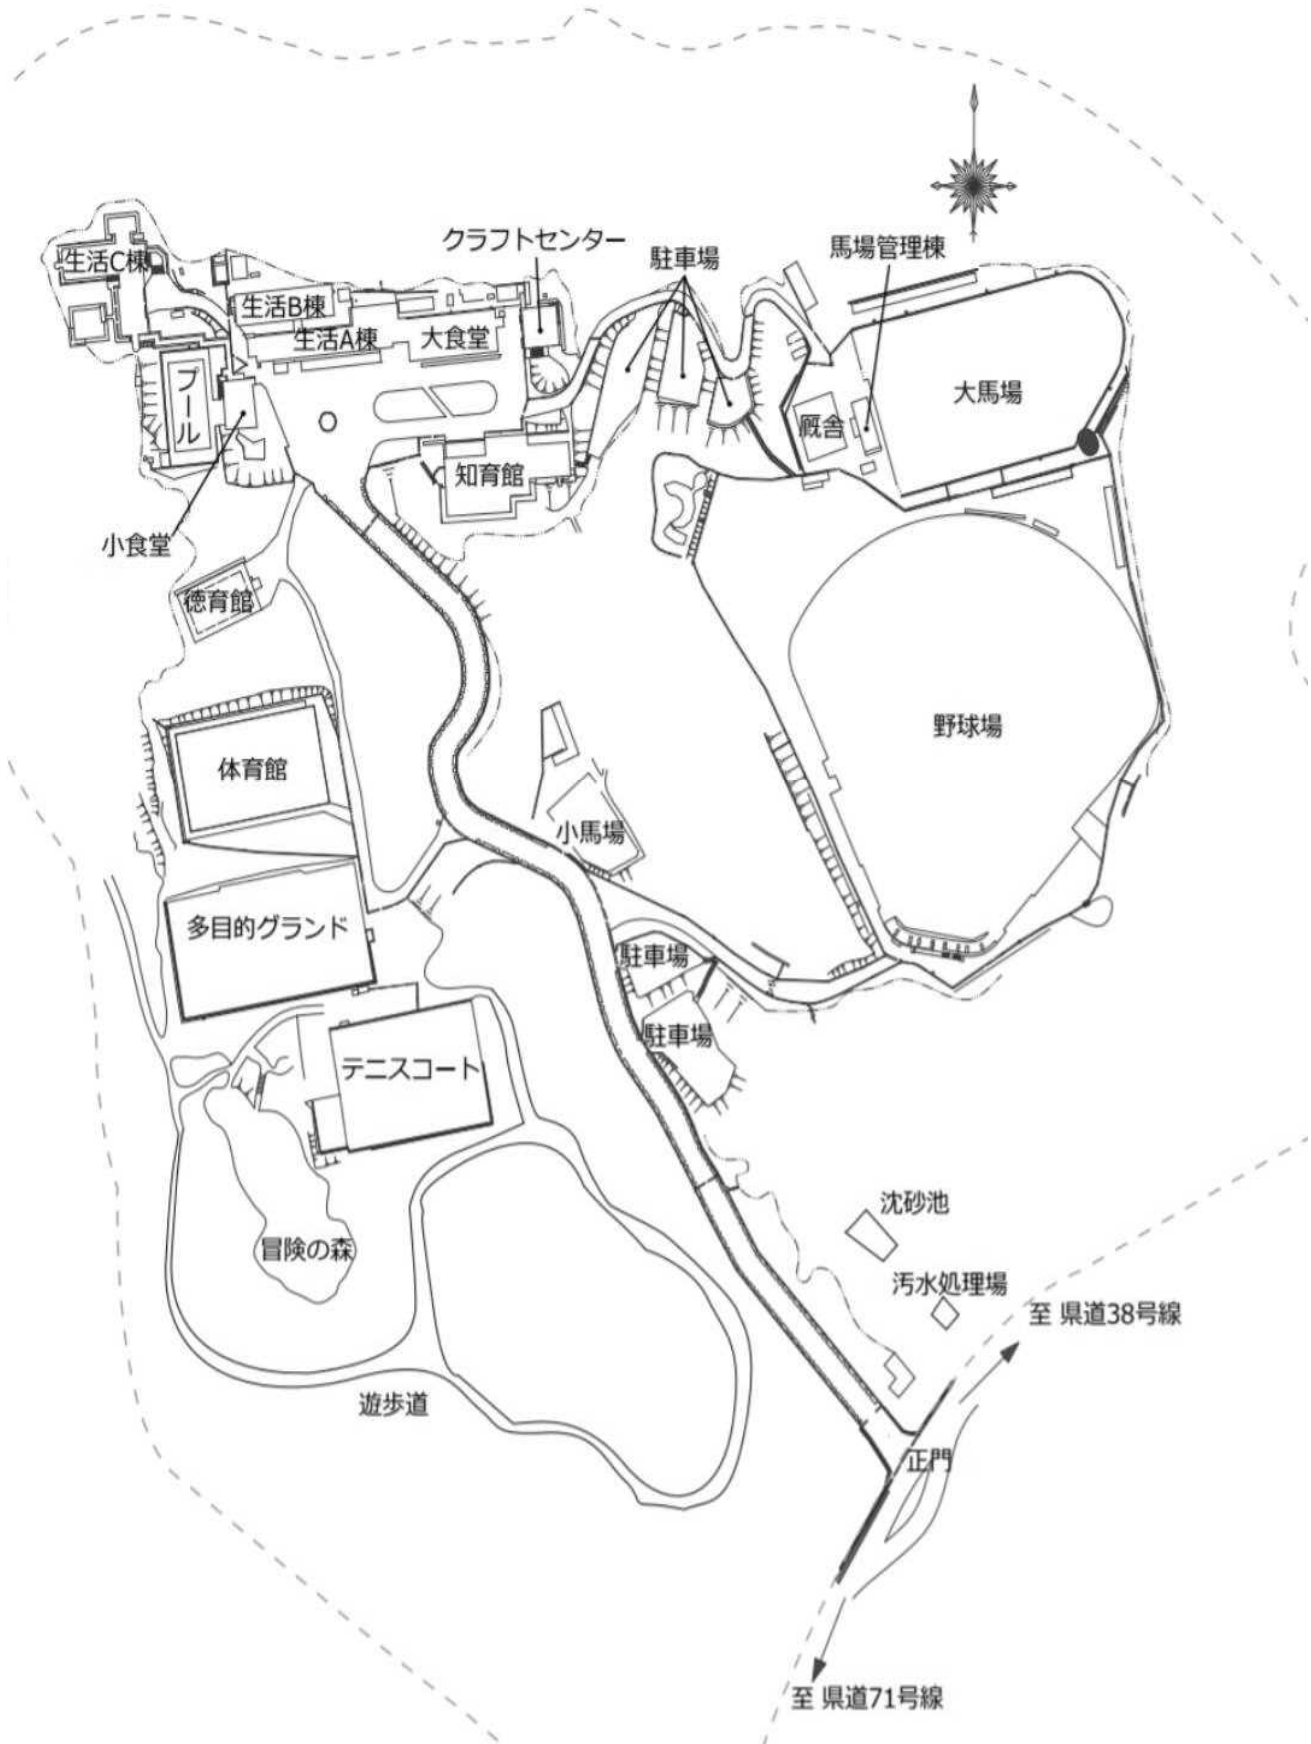 クラフトセンター
駐車場
馬場管理棟
生活C棟
生活B棟
生活A棟
大食堂
プール
大馬場
厩舎
知育館
小食堂
徳育館
野球場
体育館
小馬場
多目的グランド
駐車場
駐車場
テニスコート
沈砂池
冒険の森
汚水処理場
至 県道38号線
遊歩道
正門
至 県道71号線